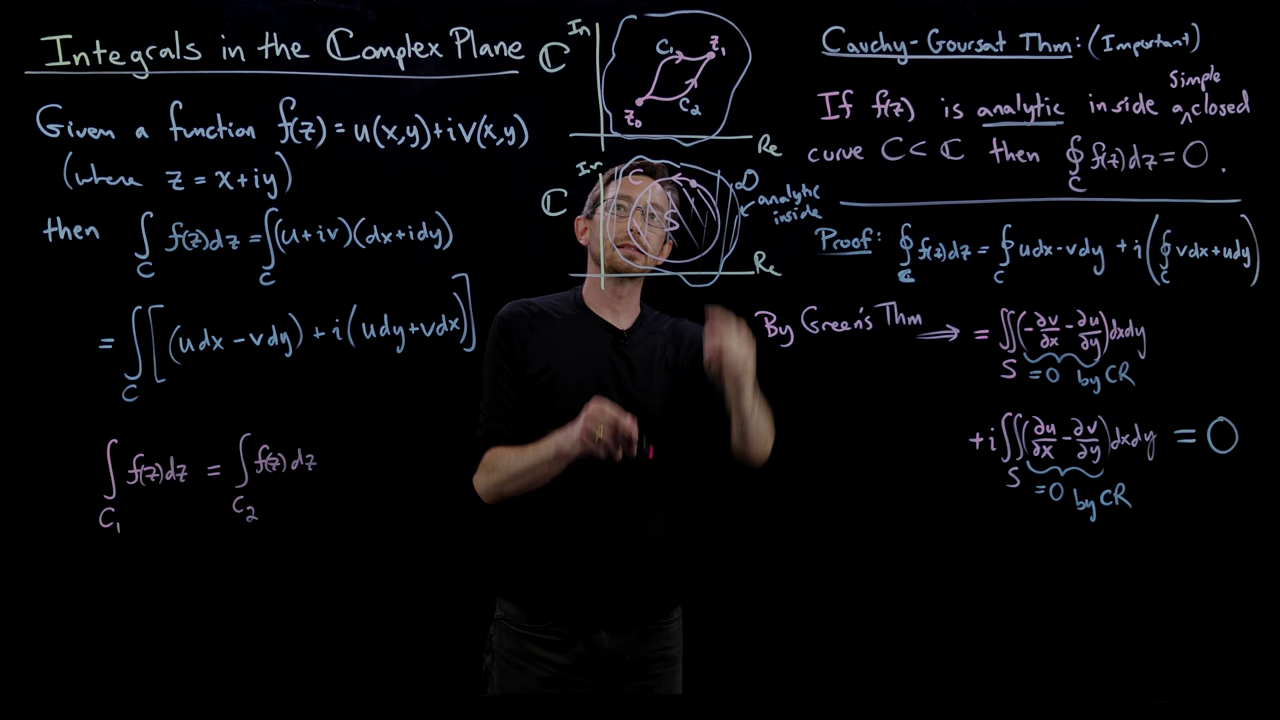 Integrals in the ℂomplex Plane
Given a function f(z) = u(x,y) + iv(x,y)
(where z = x+iy)
then ∫_C f(z)dz = ∫_C (u+iv)(dx+idy)
= ∫_C [(udx - vdy) + i(udy+vdx)]
∫_C₁ f(z)dz = ∫_C₂ f(z)dz
ℂ Im
C₁ z₁
z₀ C₂
Re
ℂ Im
C
S
D
analytic
inside
Re
Cauchy-Goursat Thm: (Important)
If f(z) is analytic inside a simple closed
curve C < ℂ then ∮_C f(z)dz = 0.
Proof: ∮_C f(z)dz = ∮_C udx - vdy + i(∮_C vdx + udy)
By Green's Thm ⟹ = ∬_S (-∂v/∂x - ∂u/∂y) dxdy
=0 by CR
+ i∬_S (∂u/∂x - ∂v/∂y) dxdy = 0
=0 by CR